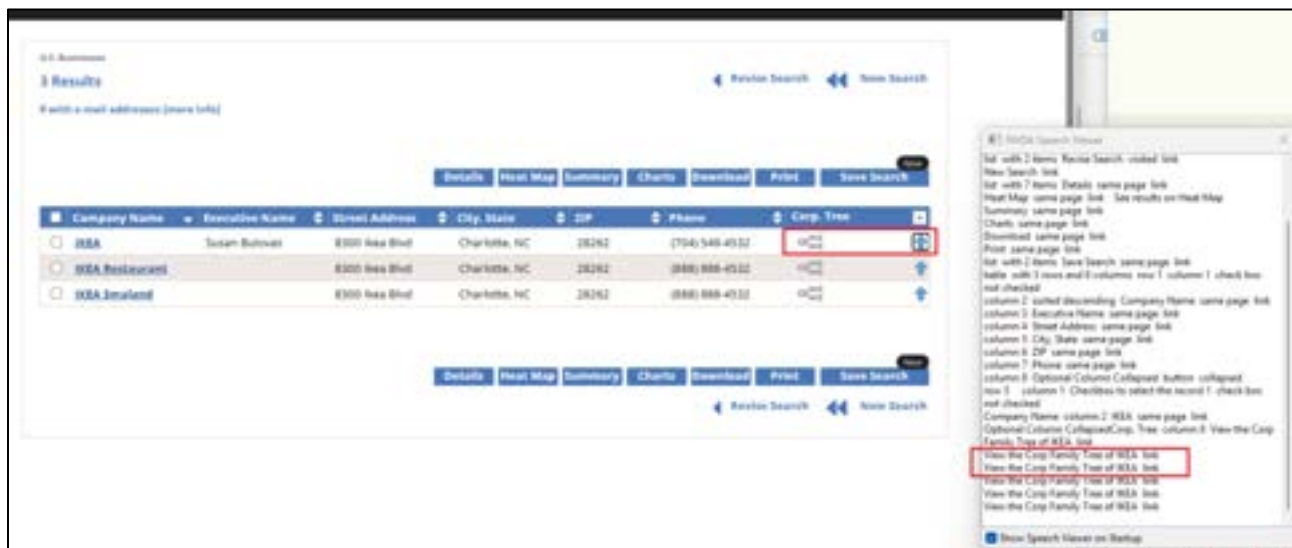 U.S. Businesses
3 Results
Revise Search New Search
# with e-mail addresses [more info]
New
Details Heat Map Summary Charts Download Print Save Search
Company Name Executive Name Street Address City, State ZIP Phone Corp. Tree
IKEA Susan Charlotte, NC 28262 (704) 548-4532
IKEA Restaurant 8300 Ikea Blvd Charlotte, NC 28262 (888) 888-4532
IKEA Smaland 8300 Ikea Blvd Charlotte, NC 28262 (888) 888-4532
New
Details Heat Map Summary Charts Download Print Save Search
Revise Search New Search
NVDA Speech Viewer
list with 2 items Revise Search visited link
New Search link
list with 7 items Details same page link
Heat Map same page link See results on Heat Map
Summary same page link
Charts same page link
Download same page link
Print same page link
list with 2 items Save Search same page link
table with 3 rows and 8 columns row 1 column 1 check box
not checked
column 2 sorted descending Company Name same page link
column 3 Executive Name same page link
column 4 Street Address same page link
column 5 City, State same page link
column 6 ZIP same page link
column 7 Phone same page link
column 8 Optional Column Collapsed button collapsed
column 1 Checkbox to select the record 1 check box
not checked
Company Name column 2 IKEA same page link
Optional Column CollapsedCorp. Tree column 8 View the Corp
Family Tree of IKEA link
View the Corp Family Tree of IKEA link
View the Corp Family Tree of IKEA link
View the Corp Family Tree of IKEA link
View the Corp Family Tree of IKEA link
View the Corp Family Tree of IKEA link
Show Speech Viewer on Startup